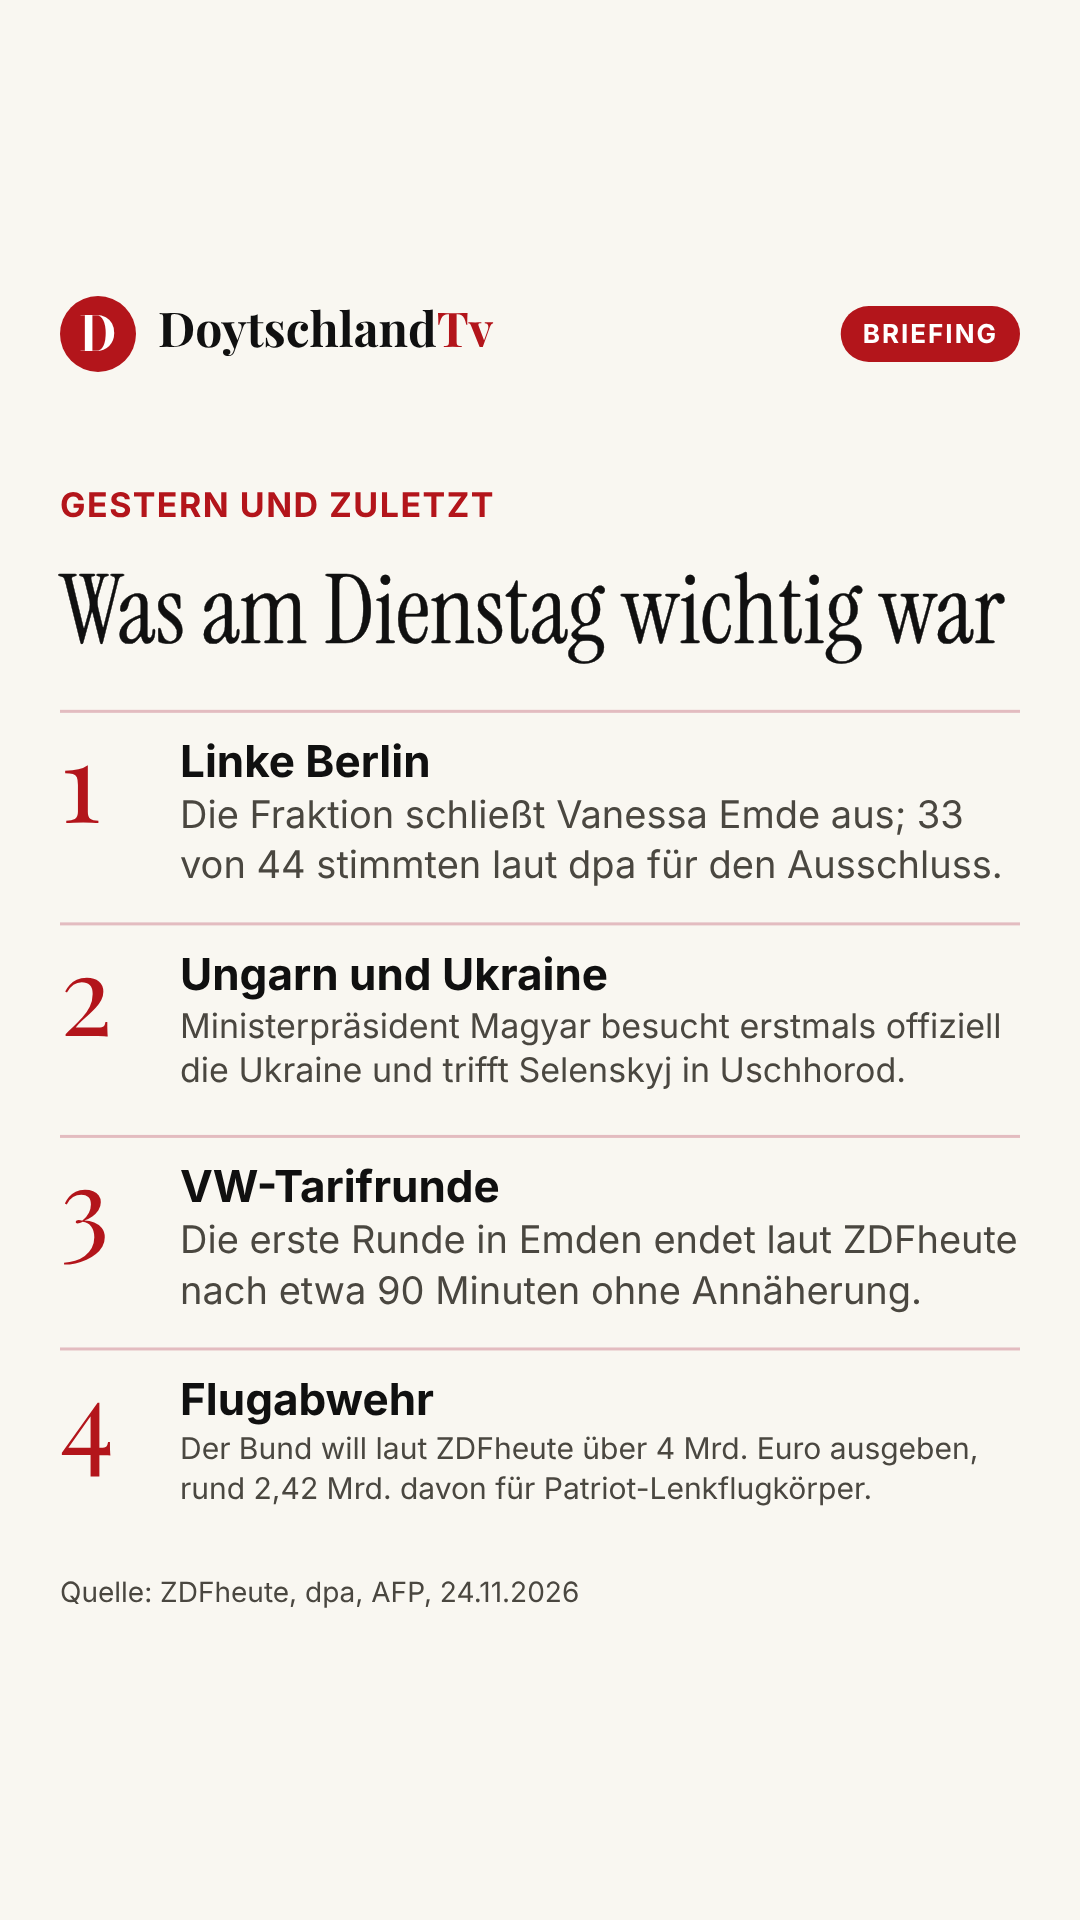 D DoytschlandTv
BRIEFING
GESTERN UND ZULETZT
Was am Dienstag wichtig war
1
Linke Berlin
Die Fraktion schließt Vanessa Emde aus; 33
von 44 stimmten laut dpa für den Ausschluss.
2
Ungarn und Ukraine
Ministerpräsident Magyar besucht erstmals offiziell
die Ukraine und trifft Selenskyj in Uschhorod.
3
VW-Tarifrunde
Die erste Runde in Emden endet laut ZDFheute
nach etwa 90 Minuten ohne Annäherung.
4
Flugabwehr
Der Bund will laut ZDFheute über 4 Mrd. Euro ausgeben,
rund 2,42 Mrd. davon für Patriot-Lenkflugkörper.
Quelle: ZDFheute, dpa, AFP, 24.11.2026